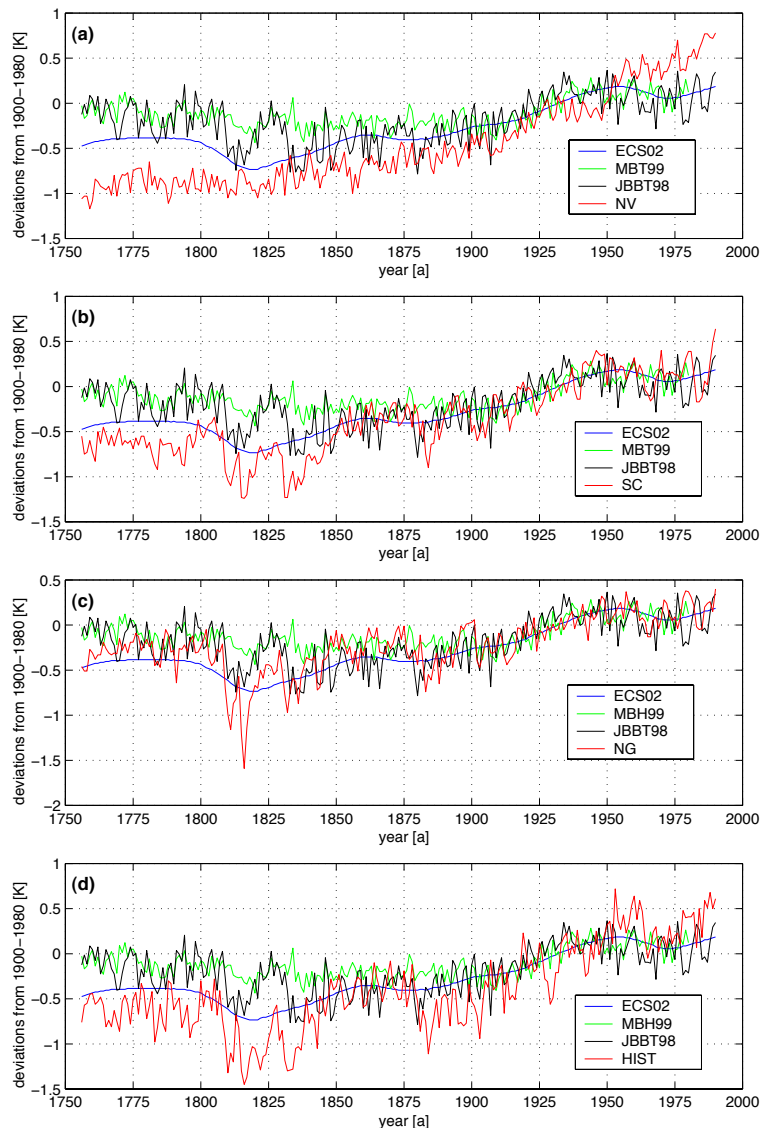 1
(a)
0.5
0
−0.5
−1
−1.5
deviations from 1900−1980 [K]
ECS02
MBT99
JBBT98
NV
1750 1775 1800 1825 1850 1875 1900 1925 1950 1975 2000
year [a]
1
(b)
0.5
0
−0.5
−1
−1.5
deviations from 1900−1980 [K]
ECS02
MBT99
JBBT98
SC
1750 1775 1800 1825 1850 1875 1900 1925 1950 1975 2000
year [a]
0.5
(c)
0
−0.5
−1
−1.5
−2
deviations from 1900−1980 [K]
ECS02
MBH99
JBBT98
NG
1750 1775 1800 1825 1850 1875 1900 1925 1950 1975 2000
year [a]
1
(d)
0.5
0
−0.5
−1
−1.5
deviations from 1900−1980 [K]
ECS02
MBH99
JBBT98
HIST
1750 1775 1800 1825 1850 1875 1900 1925 1950 1975 2000
year [a]